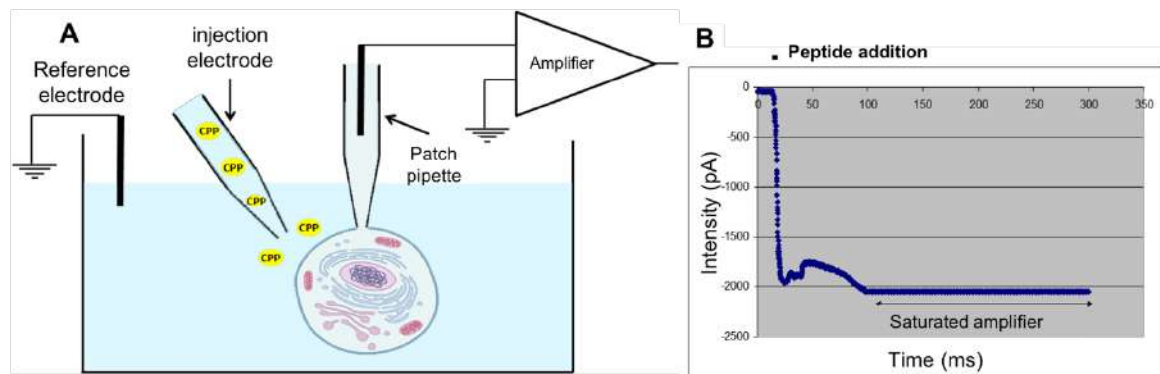 A
injection
electrode
Reference
electrode
CPP
CPP
CPP
CPP
CPP
Patch
pipette
Amplifier
B
Peptide addition
0
-500
-1000
-1500
-2000
-2500
0
50
100
150
200
250
300
350
Intensity (pA)
Saturated amplifier
Time (ms)